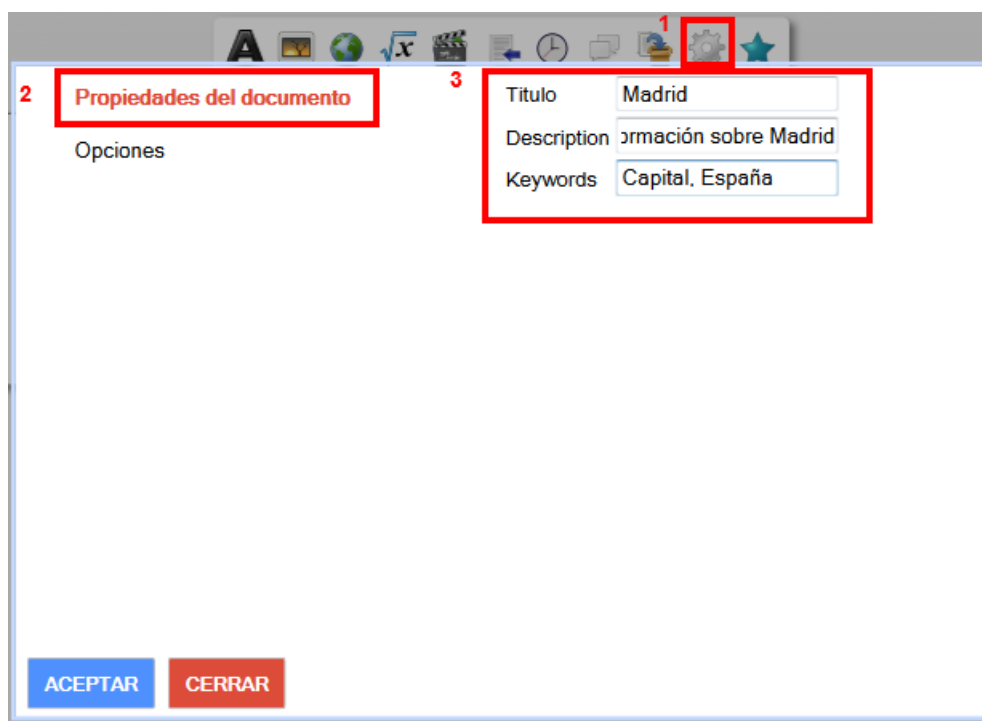 1
A √x
2 Propiedades del documento
Opciones
3
Titulo Madrid
Description ormación sobre Madrid
Keywords Capital, España
ACEPTAR CERRAR